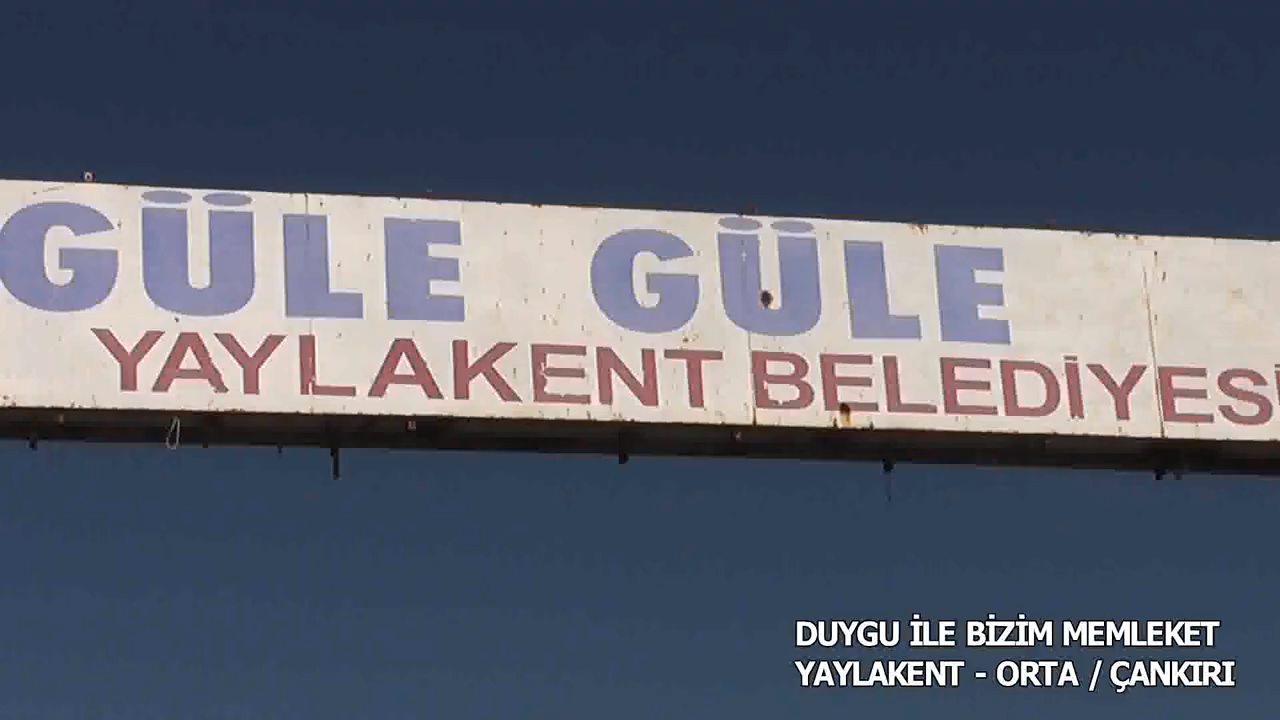 GÜLE GÜLE
YAYLAKENT BELEDİYESİ
DUYGU İLE BİZİM MEMLEKET
YAYLAKENT - ORTA / ÇANKIRI